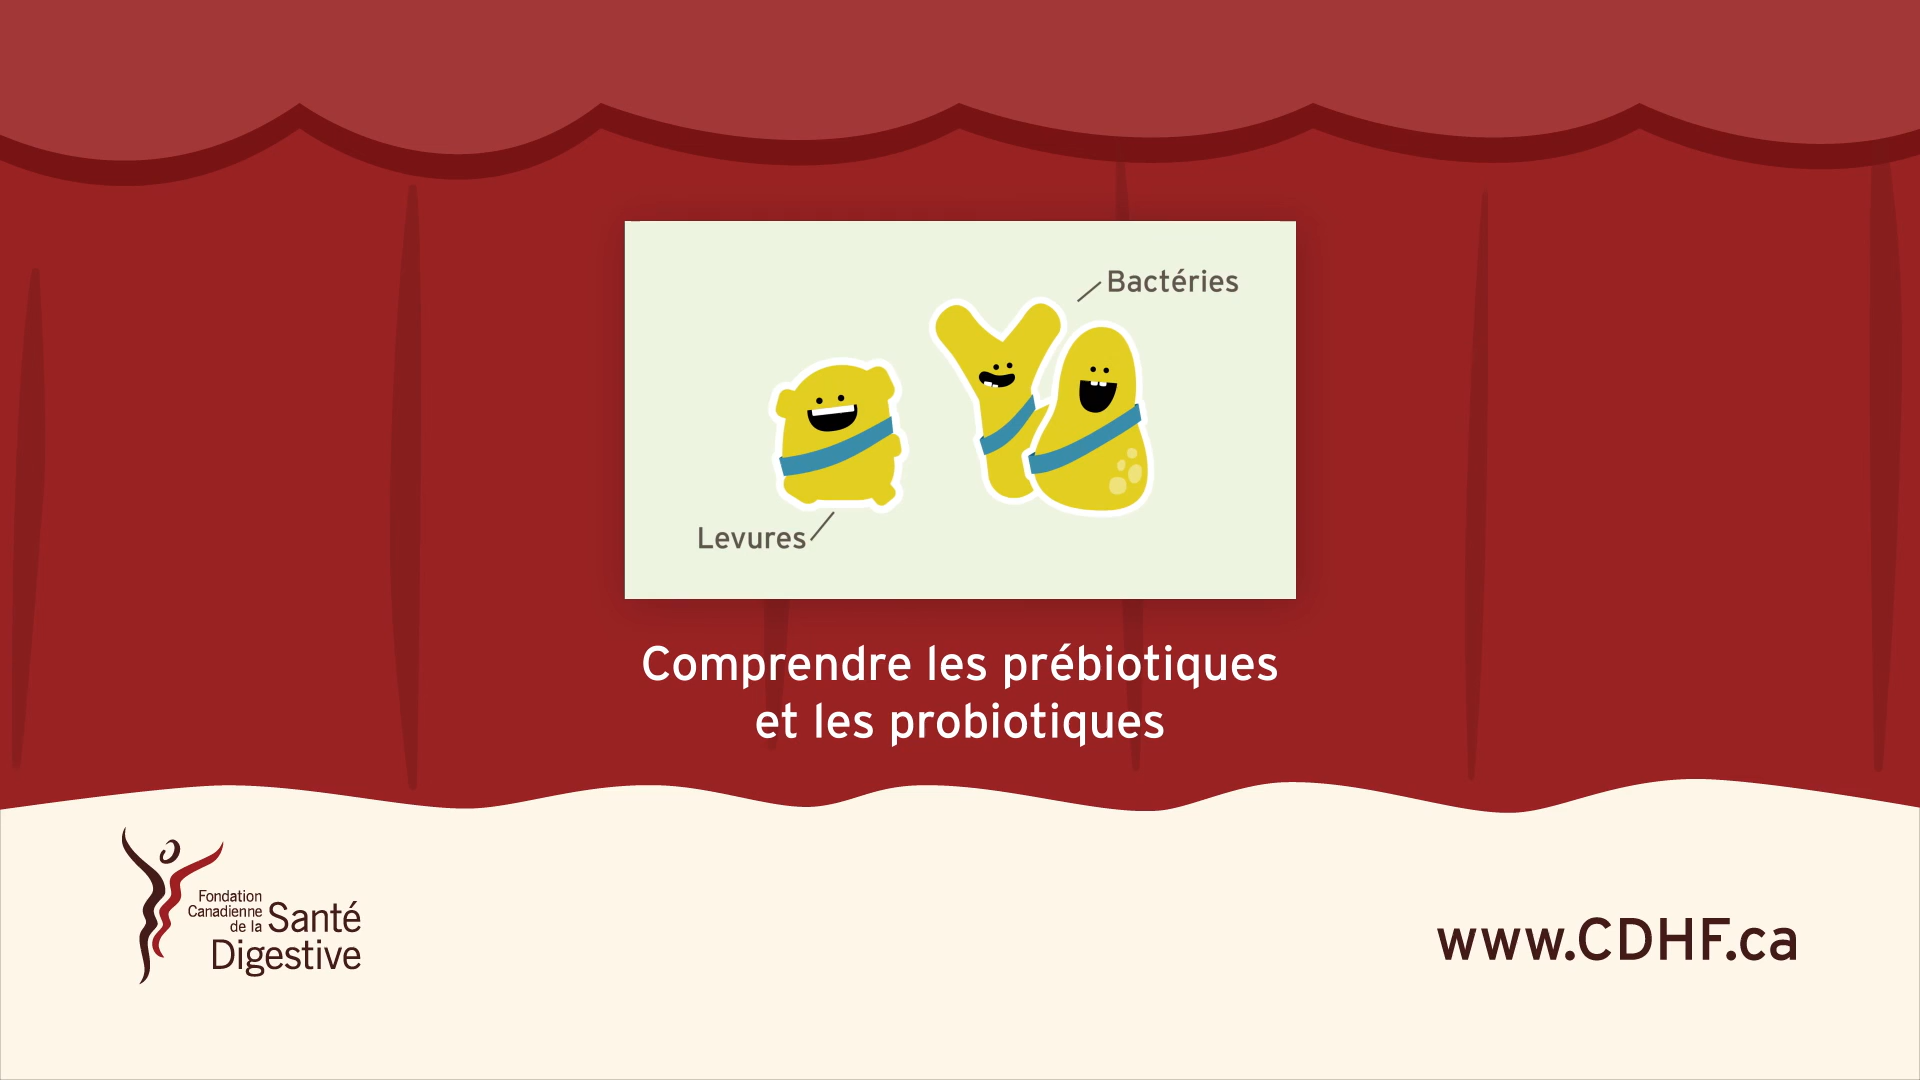 Bactéries
Levures
Comprendre les prébiotiques
et les probiotiques
Fondation
Canadienne
de la Santé
Digestive
www.CDHF.ca